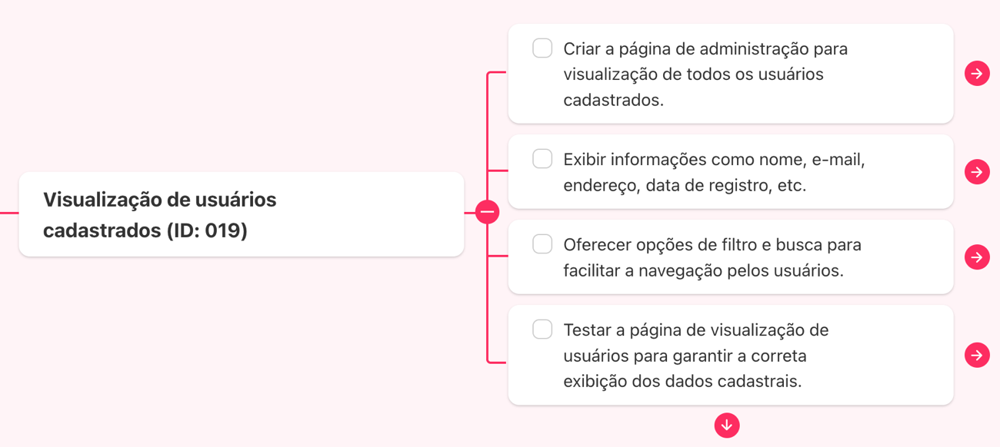 Visualização de usuários
cadastrados (ID: 019)
Criar a página de administração para
visualização de todos os usuários
cadastrados.
Exibir informações como nome, e-mail,
endereço, data de registro, etc.
Oferecer opções de filtro e busca para
facilitar a navegação pelos usuários.
Testar a página de visualização de
usuários para garantir a correta
exibição dos dados cadastrais.